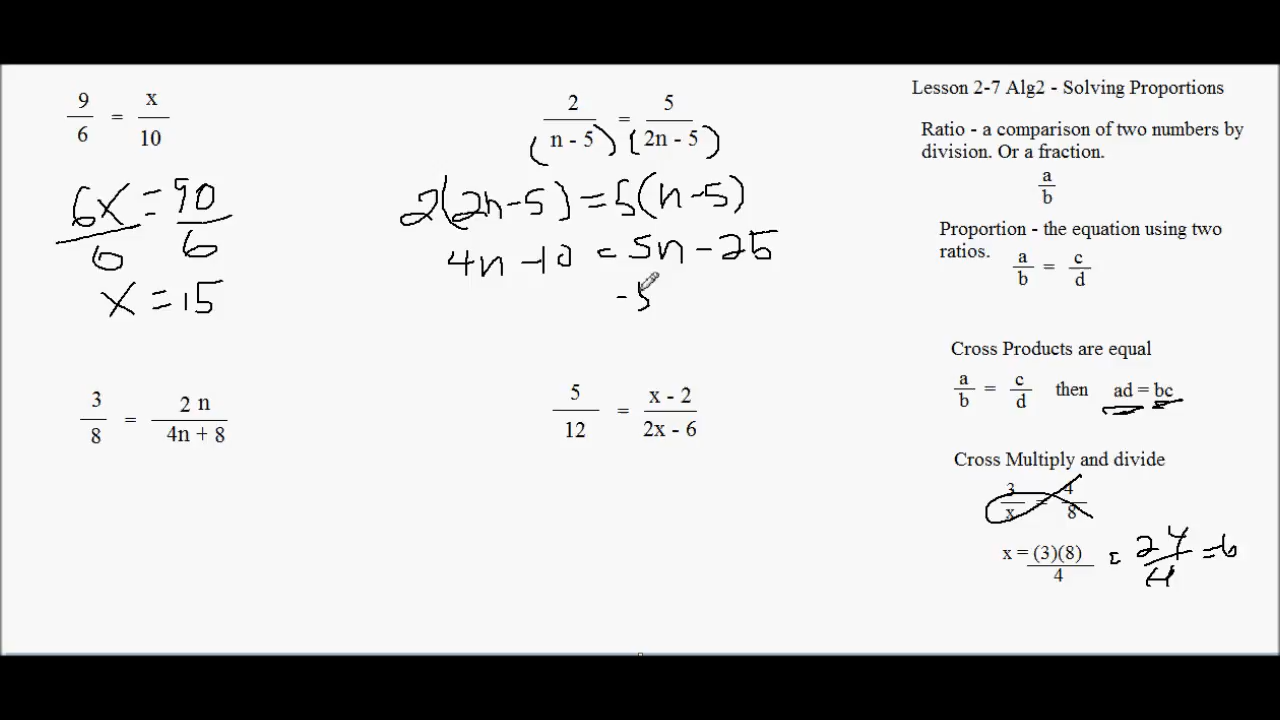 9/6 = x/10
6x = 90
6 6
x = 15
2/(n - 5) = 5/(2n - 5)
2(2n - 5) = 5(n - 5)
4n - 10 = 5n - 25
- 5
3/8 = 2n/4n + 8
5/12 = x - 2/2x - 6
Lesson 2-7 Alg2 - Solving Proportions
Ratio - a comparison of two numbers by
division. Or a fraction.
a/b
Proportion - the equation using two
ratios. a/b = c/d
Cross Products are equal
a/b = c/d then ad = bc
Cross Multiply and divide
3/x = 4/8
x = (3)(8)/4 = 24/4 = 6